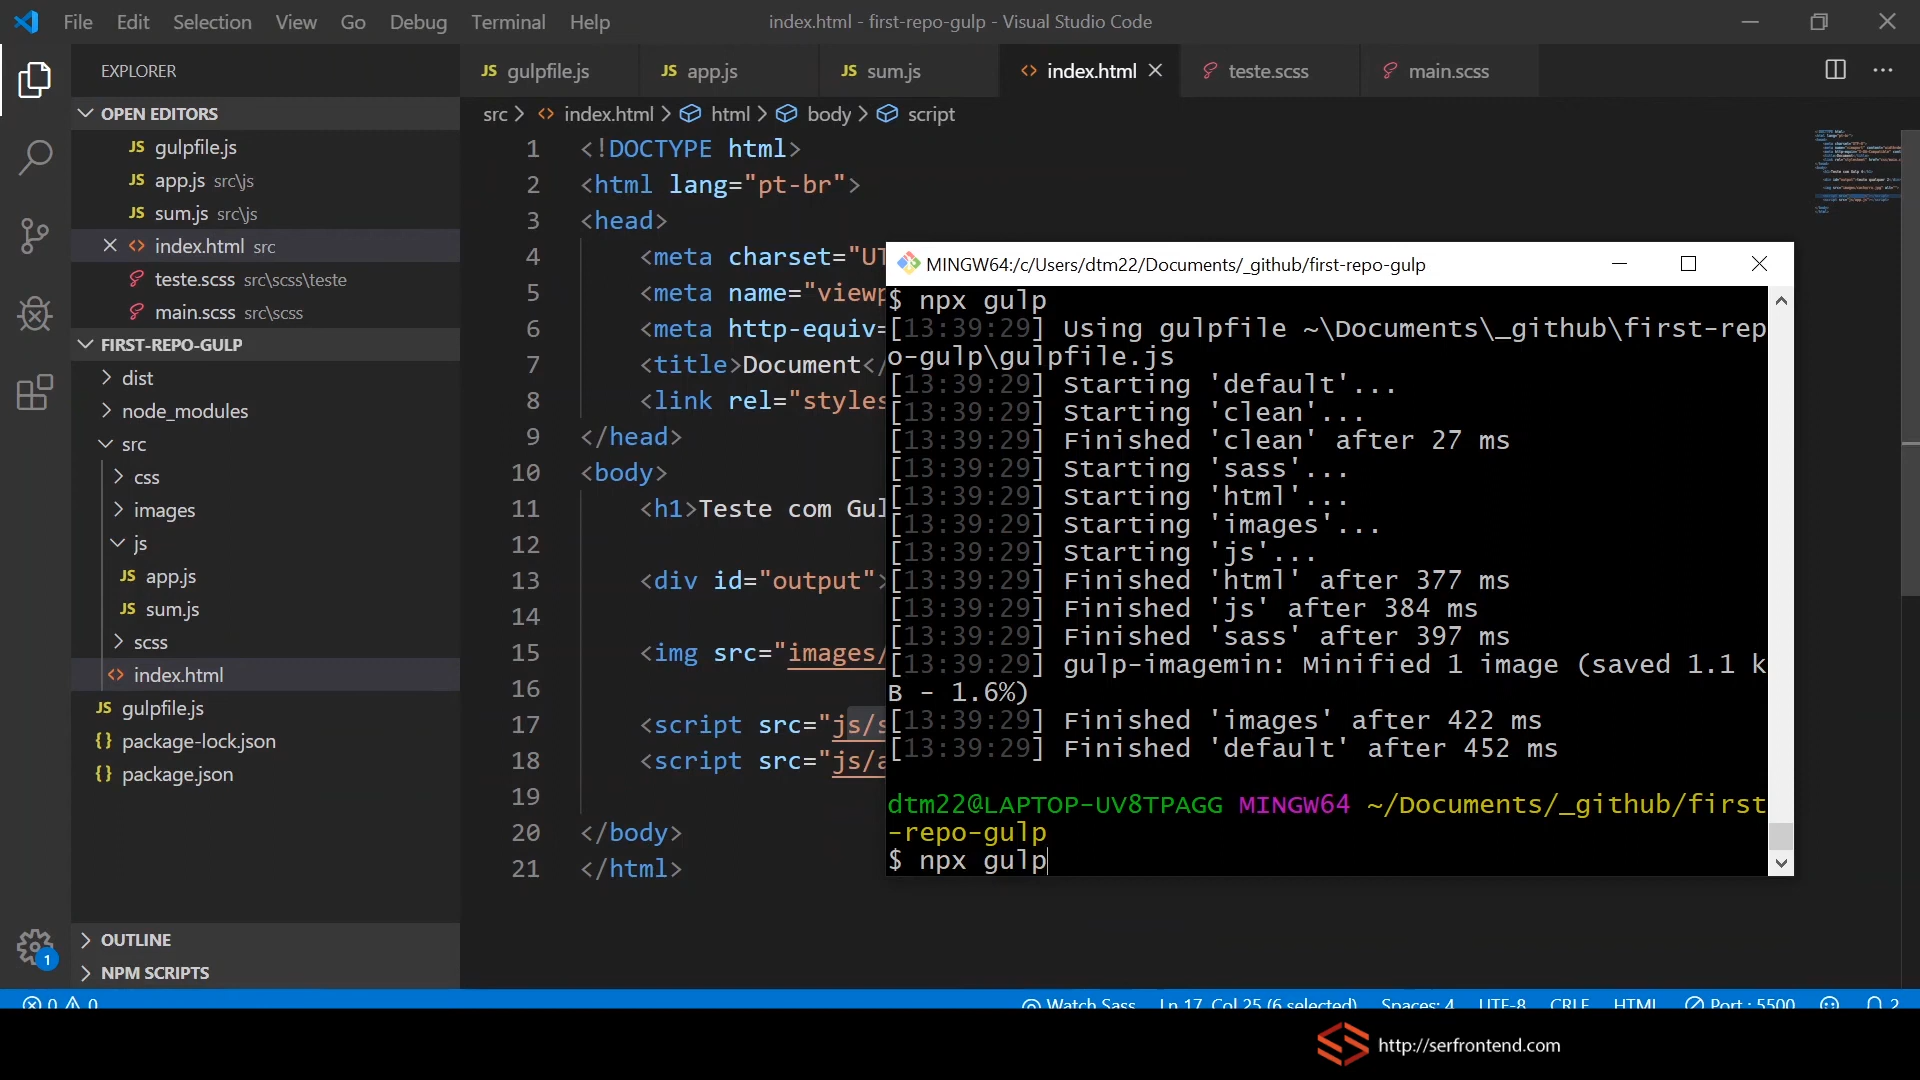 File Edit Selection View Go Debug Terminal Help
index.html - first-repo-gulp - Visual Studio Code
EXPLORER
OPEN EDITORS
JS gulpfile.js
JS app.js src\js
JS sum.js src\js
<> index.html src
teste.scss src\scss\teste
main.scss src\scss
FIRST-REPO-GULP
dist
node_modules
src
css
images
js
JS app.js
JS sum.js
scss
<> index.html
JS gulpfile.js
{} package-lock.json
{} package.json
OUTLINE
NPM SCRIPTS
1
JS gulpfile.js JS app.js JS sum.js <> index.html teste.scss main.scss
src > <> index.html > html > body > script
1 <!DOCTYPE html>
2 <html lang="pt-br">
3 <head>
4 <meta charset="UT
5 <meta name="viewp
6 <meta http-equiv=
7 <title>Document</
8 <link rel="styles
9 </head>
10 <body>
11 <h1>Teste com Gul
12
13 <div id="output">
14
15 <img src="images/
16
17 <script src="js/s
18 <script src="js/a
19
20 </body>
21 </html>
MINGW64:/c/Users/dtm22/Documents/_github/first-repo-gulp
$ npx gulp
[13:39:29] Using gulpfile ~\Documents\_github\first-rep
o-gulp\gulpfile.js
[13:39:29] Starting 'default'...
[13:39:29] Starting 'clean'...
[13:39:29] Finished 'clean' after 27 ms
[13:39:29] Starting 'sass'...
[13:39:29] Starting 'html'...
[13:39:29] Starting 'images'...
[13:39:29] Starting 'js'...
[13:39:29] Finished 'html' after 377 ms
[13:39:29] Finished 'js' after 384 ms
[13:39:29] Finished 'sass' after 397 ms
[13:39:29] gulp-imagemin: Minified 1 image (saved 1.1 k
B - 1.6%)
[13:39:29] Finished 'images' after 422 ms
[13:39:29] Finished 'default' after 452 ms
dtm22@LAPTOP-UV8TPAGG MINGW64 ~/Documents/_github/first
-repo-gulp
$ npx gulp
0 0 Watch Sass Ln 17, Col 25 (6 selected) Spaces: 4 UTF-8 CRLF HTML Port : 5500 2
http://serfrontend.com